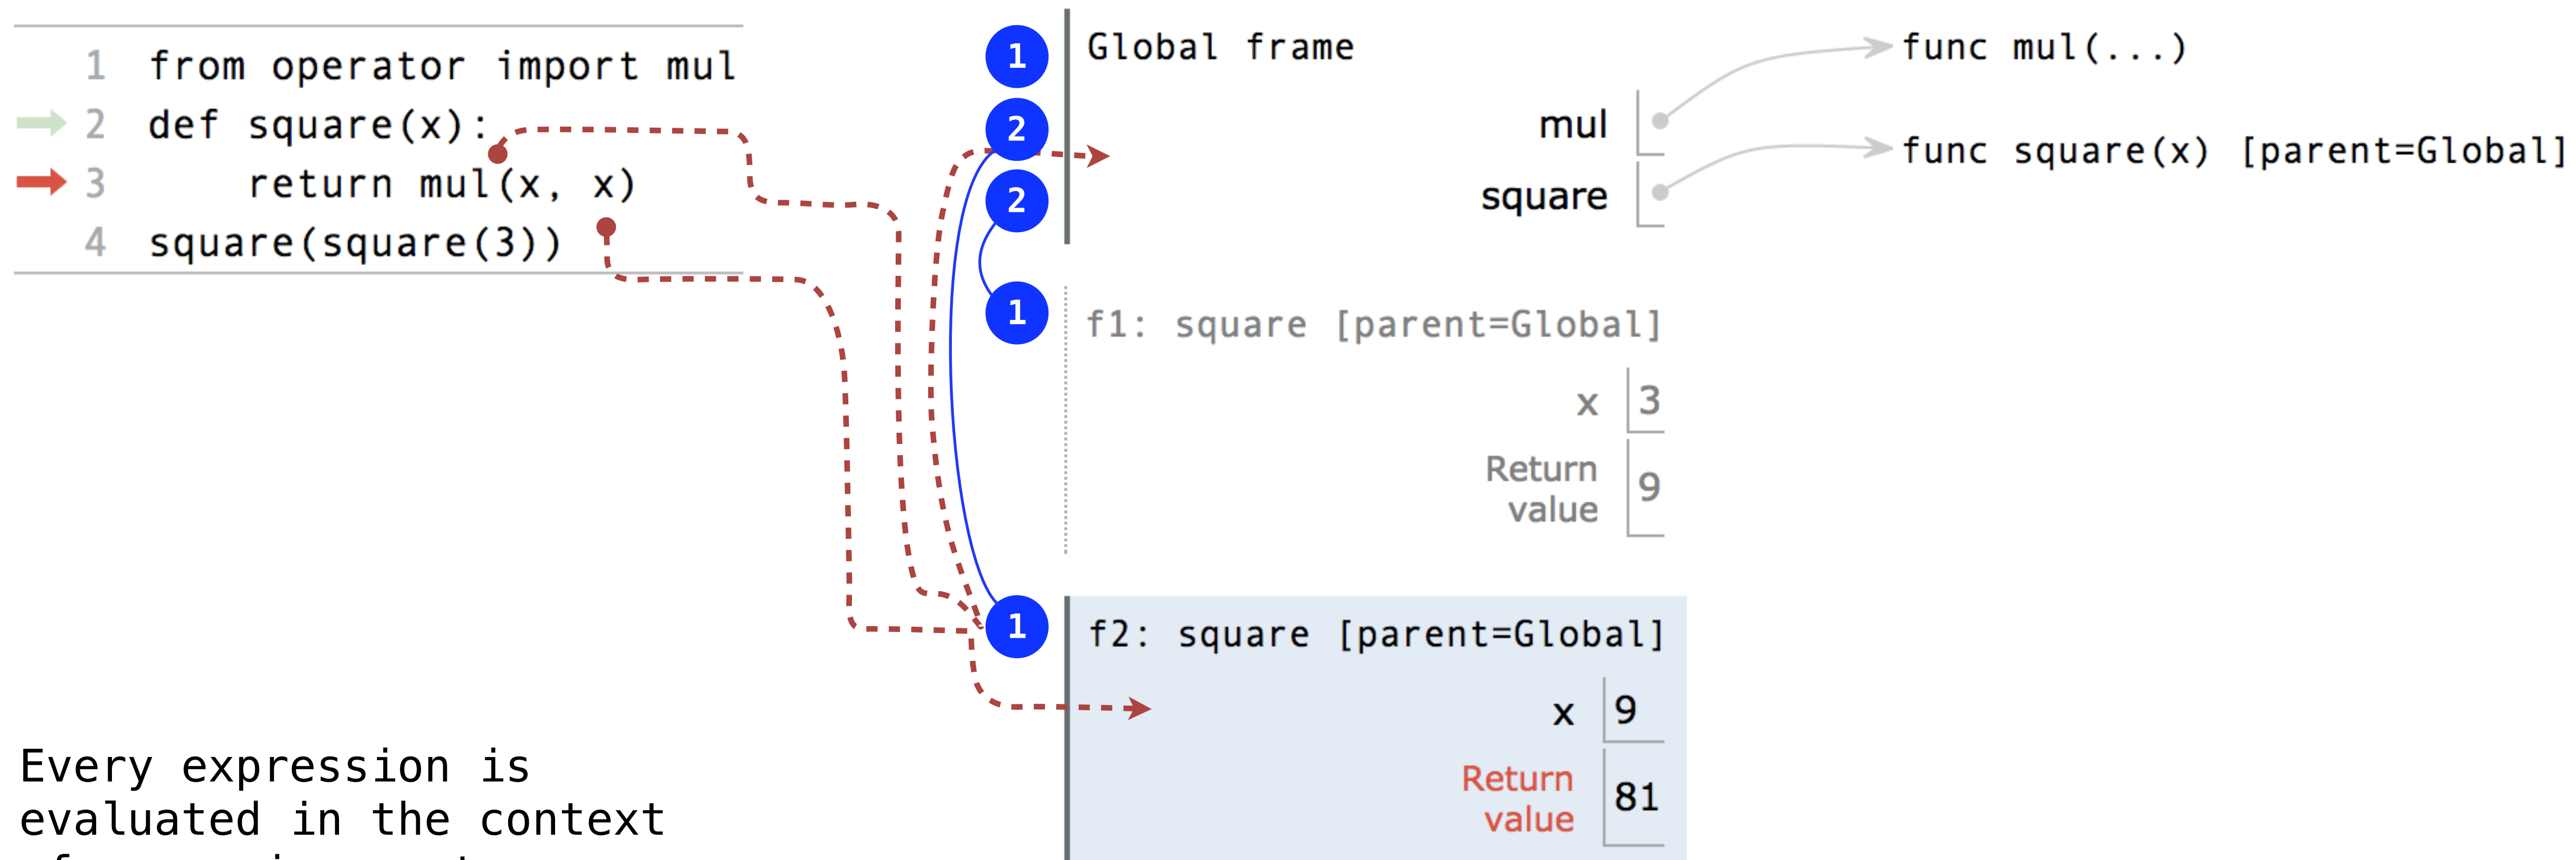 1 from operator import mul
2 def square(x):
3     return mul(x, x)
4 square(square(3))
1
2
2
1
1
Global frame
mul
square
func mul(...)
func square(x) [parent=Global]
f1: square [parent=Global]
x 3
Return
value 9
f2: square [parent=Global]
x 9
Return
value 81
Every expression is
evaluated in the context